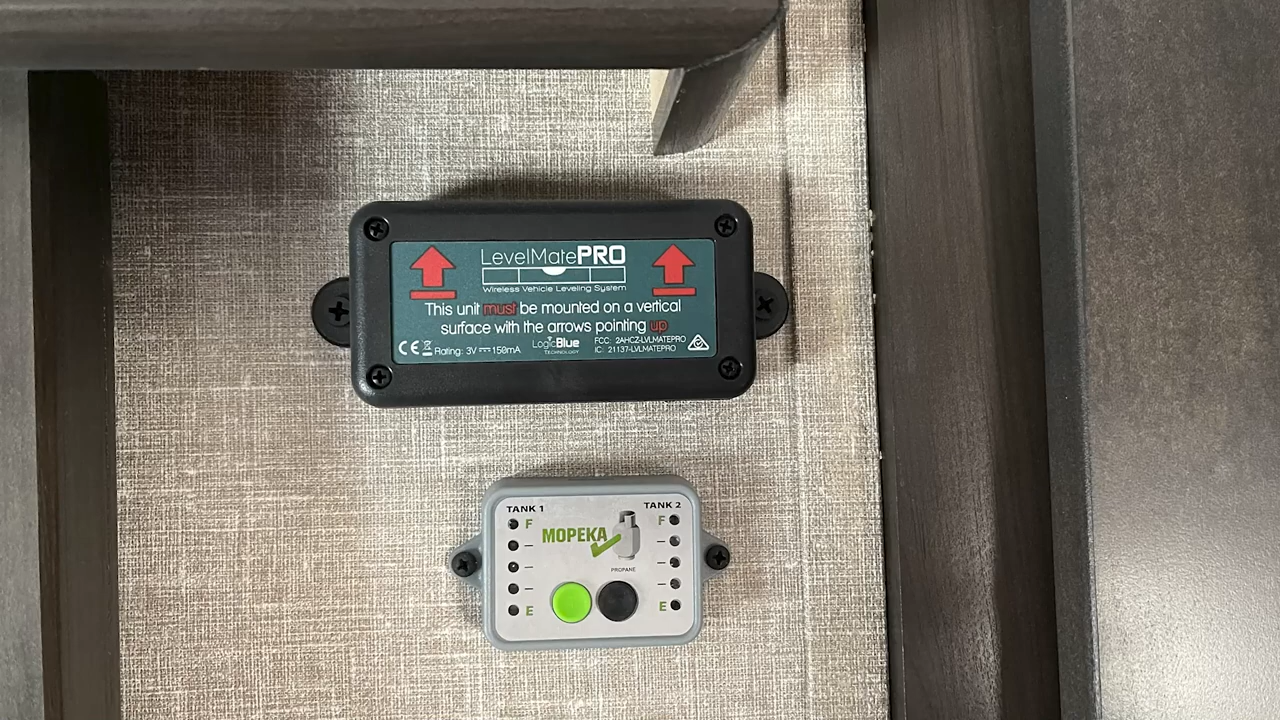 LevelMatePRO
Wireless Vehicle Leveling System
This unit must be mounted on a vertical
surface with the arrows pointing up
CE Rating: 3V 150mA
LogicBlue
TECHNOLOGY
FCC: 2AHCZ-LVLMATEPRO
IC: 21137-LVLMATEPRO
TANK 1
TANK 2
F
F
MOPEKA
PROPANE
E
E